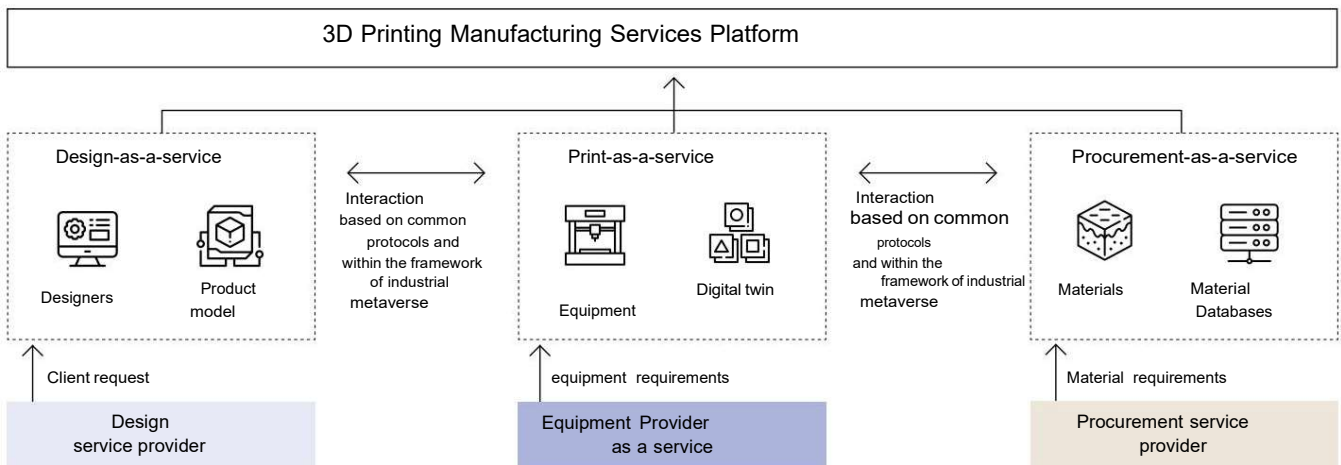 3D Printing Manufacturing Services Platform
Design-as-a-service
Designers
Product
model
Interaction
based on common
protocols and
within the framework
of industrial
metaverse
Print-as-a-service
Equipment
Digital twin
Interaction
based on common
protocols
and within the
framework of industrial
metaverse
Procurement-as-a-service
Materials
Material
Databases
Client request
equipment requirements
Material requirements
Design
service provider
Equipment Provider
as a service
Procurement service
provider